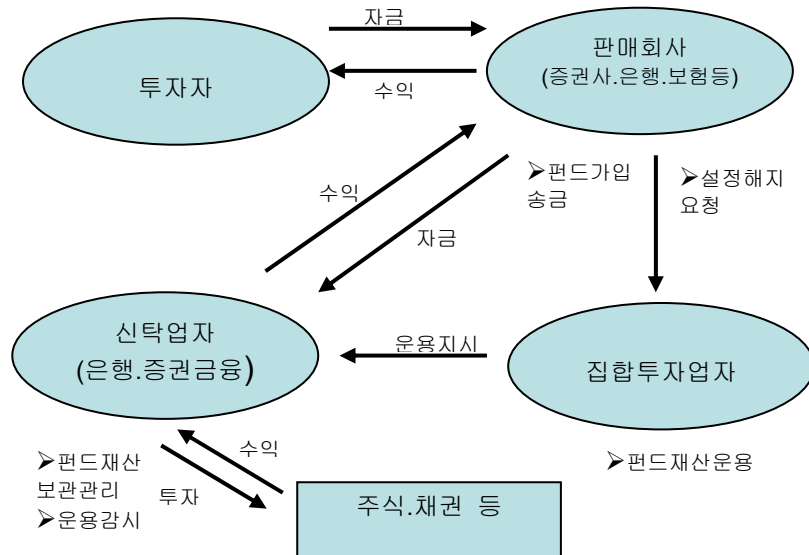 자금
판매회사
(증권사.은행.보험등)
투자자
수익
➢펀드가입
송금
➢설정해지
요청
수익
자금
신탁업자
(은행.증권금융)
운용지시
집합투자업자
➢펀드재산
보관관리
➢운용감시
수익
투자
➢펀드재산운용
주식.채권 등